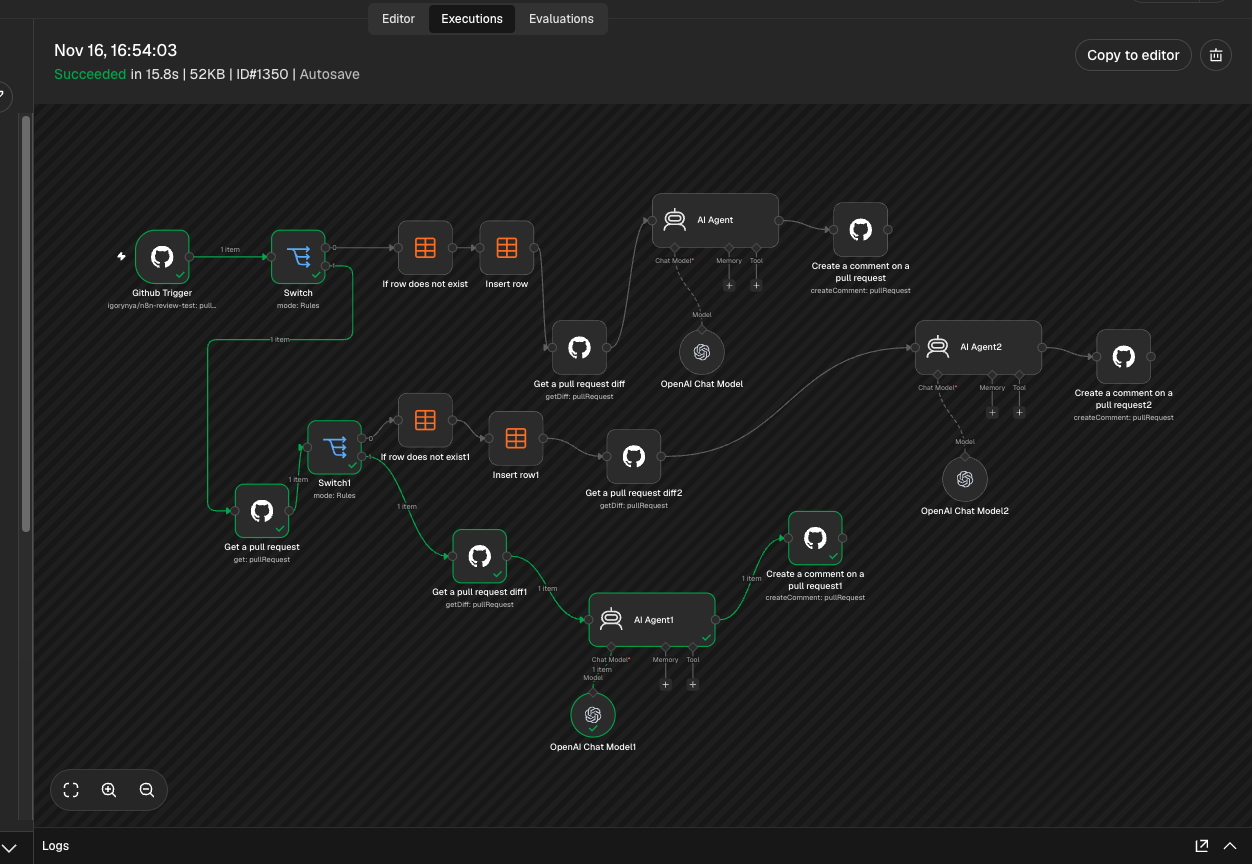 Editor Executions Evaluations
Nov 16, 16:54:03
Succeeded in 15.8s | 52KB | ID#1350 | Autosave
Copy to editor
Github Trigger
igorynya/n8n-review-test: pull...
1 item
Switch
mode: Rules
0
1
1 item
If row does not exist
Insert row
Get a pull request diff
getDiff: pullRequest
AI Agent
Chat Model*
Memory
Tool
Model
OpenAI Chat Model
Create a comment on a
pull request
createComment: pullRequest
AI Agent2
Chat Model*
Memory
Tool
Model
OpenAI Chat Model2
Create a comment on a
pull request2
createComment: pullRequest
Get a pull request
get: pullRequest
1 item
Switch1
mode: Rules
0
1
If row does not exist1
Insert row1
Get a pull request diff2
getDiff: pullRequest
1 item
Get a pull request diff1
getDiff: pullRequest
1 item
AI Agent1
Chat Model*
Memory
Tool
1 item
Model
OpenAI Chat Model1
1 item
Create a comment on a
pull request1
createComment: pullRequest
Logs